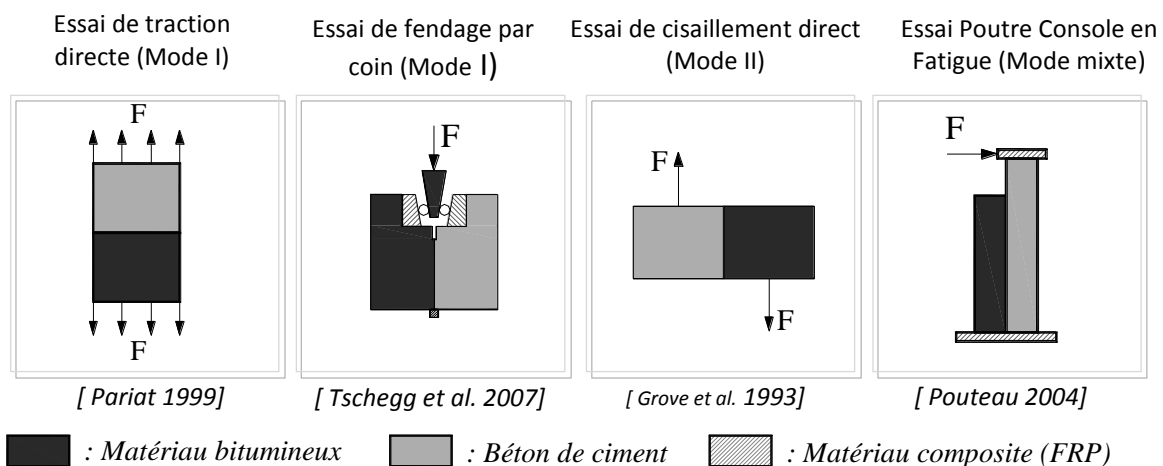 Essai de traction
directe (Mode I)
Essai de fendage par
coin (Mode I)
Essai de cisaillement direct
(Mode II)
Essai Poutre Console en
Fatigue (Mode mixte)
F
F
F
F
F
F
[ Pariat 1999]
[ Tschegg et al. 2007]
[ Grove et al. 1993]
[ Pouteau 2004]
: Matériau bitumineux
: Béton de ciment
: Matériau composite (FRP)